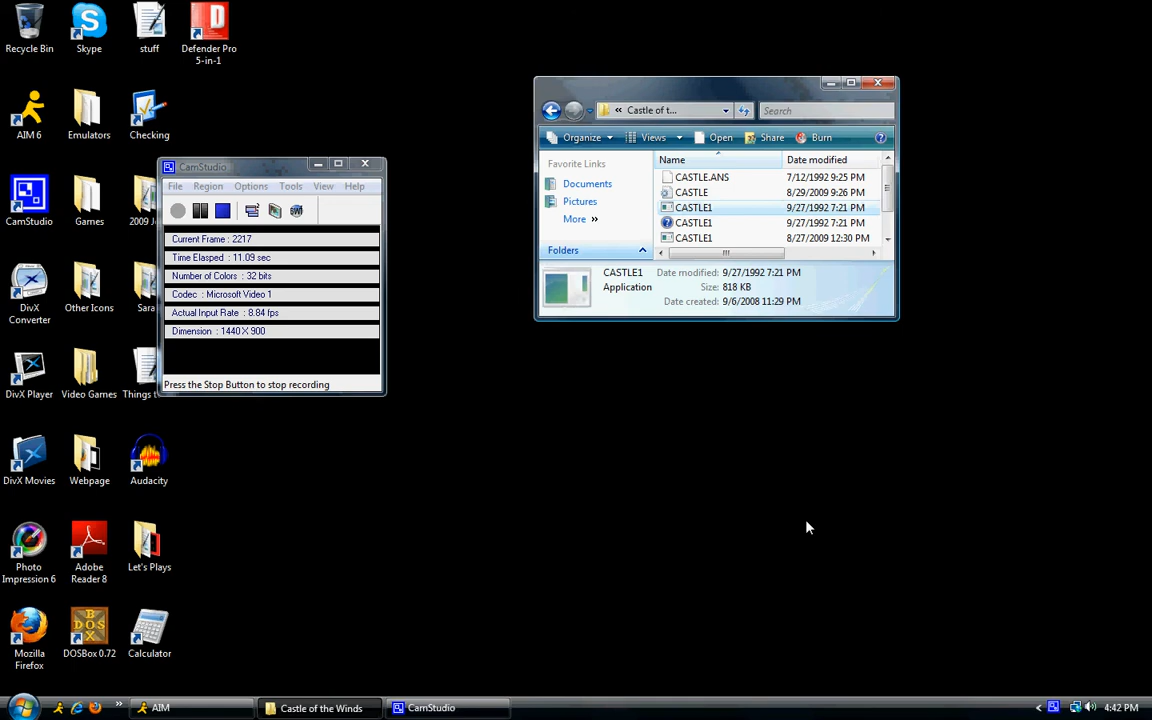 Recycle Bin
Skype
stuff
Defender Pro
5-in-1
AIM 6
Emulators
Checking
CamStudio
Games
2009
DivX
Converter
Other Icons
Sara
DivX Player
Video Games
Things
DivX Movies
Webpage
Audacity
Photo
Impression 6
Adobe
Reader 8
Let's Plays
Mozilla
Firefox
DOSBox 0.72
Calculator
CamStudio
File Region Options Tools View Help
Current Frame : 2217
Time Elasped : 11.09 sec
Number of Colors : 32 bits
Codec : Microsoft Video 1
Actual Input Rate : 8.84 fps
Dimension : 1440 X 900
Press the Stop Button to stop recording
« Castle of t... Search
Organize Views Open Share Burn
Favorite Links
Documents
Pictures
More »
Folders
Name Date modified
CASTLE.ANS 7/12/1992 9:25 PM
CASTLE 8/29/2009 9:26 PM
CASTLE1 9/27/1992 7:21 PM
CASTLE1 9/27/1992 7:21 PM
CASTLE1 8/27/2009 12:30 PM
CASTLE1 Date modified: 9/27/1992 7:21 PM
Application Size: 818 KB
Date created: 9/6/2008 11:29 PM
AIM
Castle of the Winds
CamStudio
4:42 PM